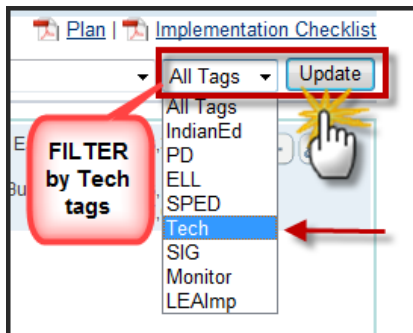 Plan | Implementation Checklist
All Tags Update
All Tags
IndianEd
PD
ELL
SPED
Tech
SIG
Monitor
LEAImp
FILTER
by Tech
tags
E
Bu